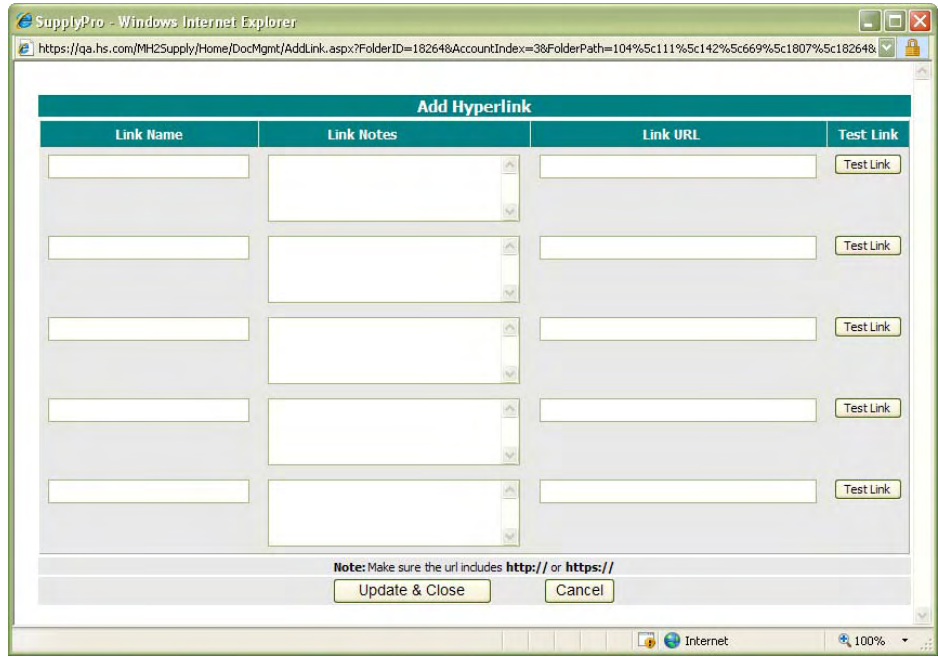 SupplyPro - Windows Internet Explorer
https://qa.hs.com/MH2Supply/Home/DocMgmt/AddLink.aspx?FolderID=18264&AccountIndex=3&FolderPath=104%5c111%5c142%5c669%5c1807%5c18264&
Add Hyperlink
Link Name Link Notes Link URL Test Link
Test Link
Test Link
Test Link
Test Link
Test Link
Note: Make sure the url includes http:// or https://
Update & Close Cancel
Internet 100%